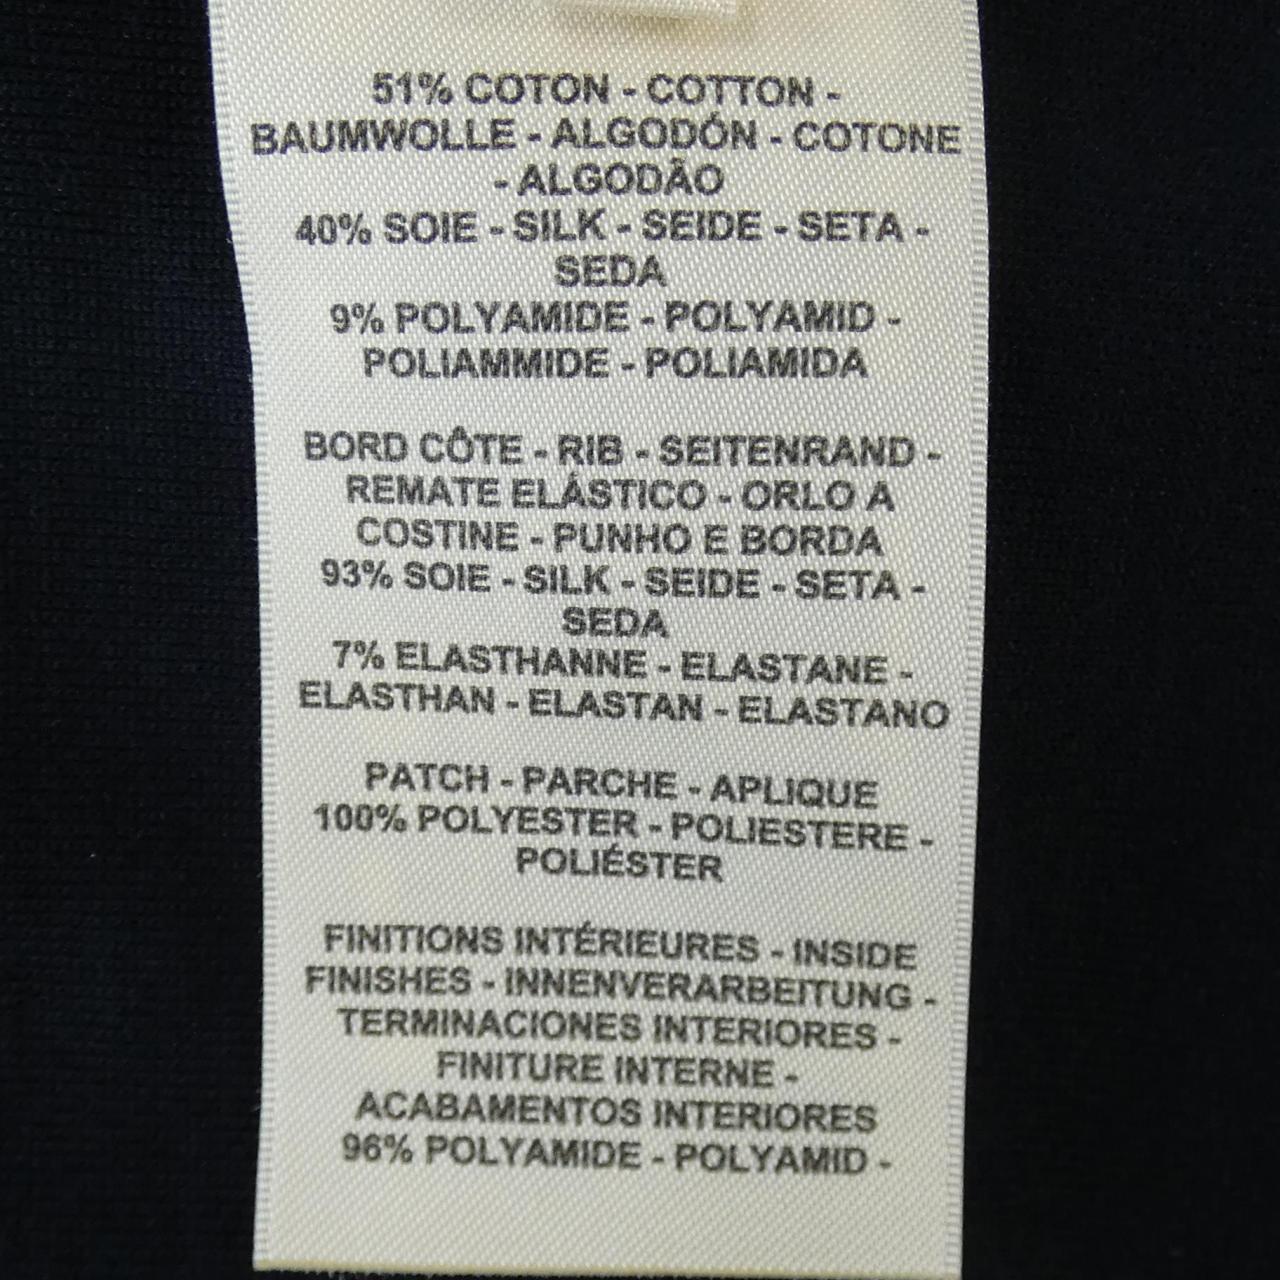 51% COTON - COTTON -
BAUMWOLLE - ALGODÓN - COTONE
- ALGODÃO
40% SOIE - SILK - SEIDE - SETA -
SEDA
9% POLYAMIDE - POLYAMID -
POLIAMMIDE - POLIAMIDA
BORD CÔTE - RIB - SEITENRAND -
REMATE ELÁSTICO - ORLO A
COSTINE - PUNHO E BORDA
93% SOIE - SILK - SEIDE - SETA -
SEDA
7% ELASTHANNE - ELASTANE -
ELASTHAN - ELASTAN - ELASTANO
PATCH - PARCHE - APLIQUE
100% POLYESTER - POLIESTERE -
POLIÉSTER
FINITIONS INTÉRIEURES - INSIDE
FINISHES - INNENVERARBEITUNG -
TERMINACIONES INTERIORES -
FINITURE INTERNE -
ACABAMENTOS INTERIORES
96% POLYAMIDE - POLYAMID -